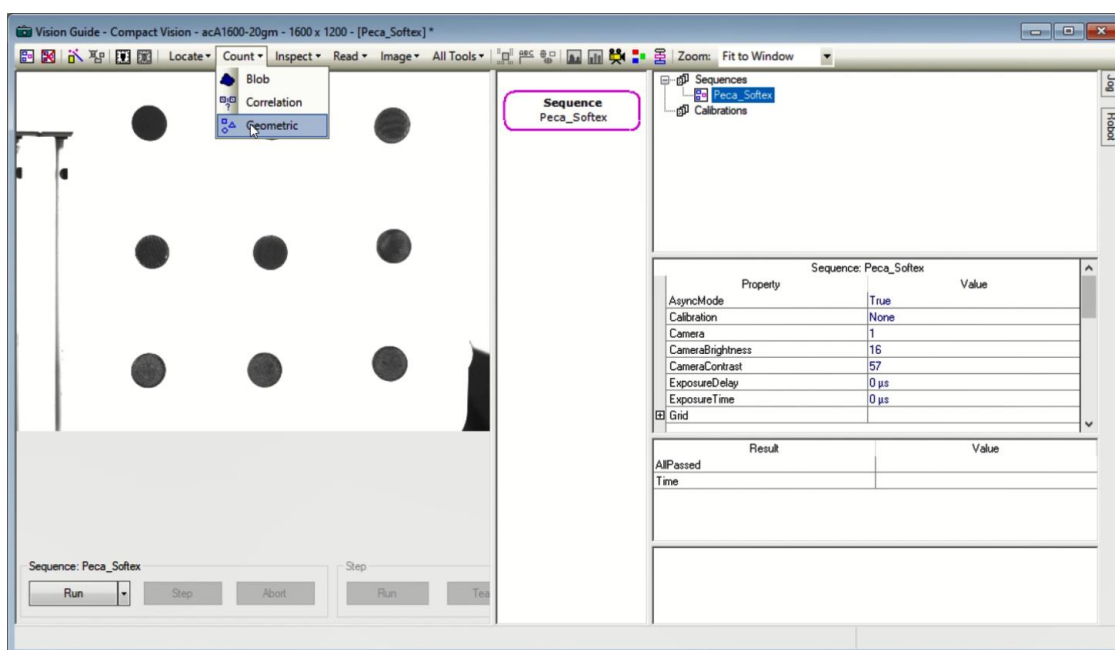 Vision Guide - Compact Vision - acA1600-20gm - 1600 x 1200 - [Peca_Softex] *
Locate Count Inspect Read Image All Tools Zoom: Fit to Window
Blob
Correlation
Geometric
Sequence
Peca_Softex
Sequences
Peca_Softex
Calibrations
Jog
Robot
Sequence: Peca_Softex
Property Value
AsyncMode True
Calibration None
Camera 1
CameraBrightness 16
CameraContrast 57
ExposureDelay 0 µs
ExposureTime 0 µs
Grid
Result Value
AllPassed
Time
Sequence: Peca_Softex
Run Step Abort
Step
Run Tea